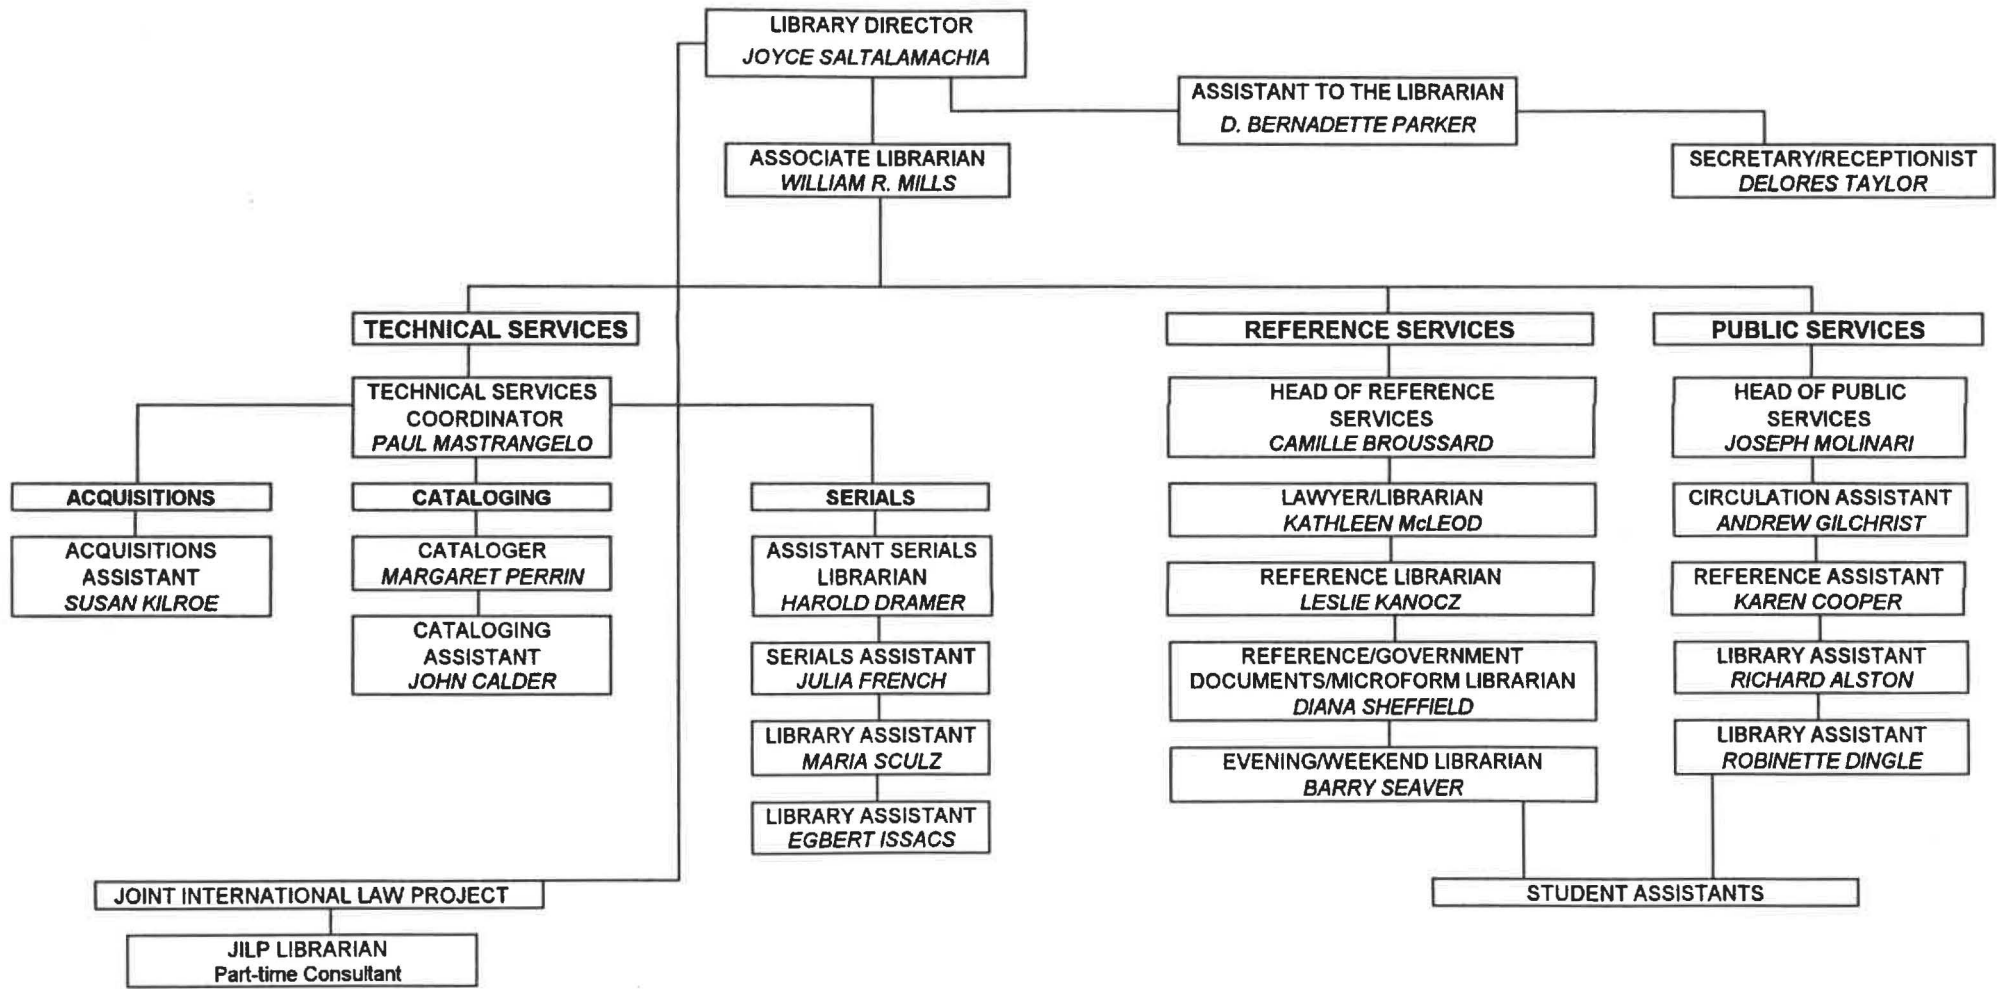 LIBRARY DIRECTOR
JOYCE SALTALAMACHIA
ASSISTANT TO THE LIBRARIAN
D. BERNADETTE PARKER
ASSOCIATE LIBRARIAN
WILLIAM R. MILLS
SECRETARY/RECEPTIONIST
DELORES TAYLOR
TECHNICAL SERVICES
TECHNICAL SERVICES
COORDINATOR
PAUL MASTRANGELO
ACQUISITIONS
ACQUISITIONS
ASSISTANT
SUSAN KILROE
CATALOGING
CATALOGER
MARGARET PERRIN
CATALOGING
ASSISTANT
JOHN CALDER
SERIALS
ASSISTANT SERIALS
LIBRARIAN
HAROLD DRAMER
SERIALS ASSISTANT
JULIA FRENCH
LIBRARY ASSISTANT
MARIA SCULZ
LIBRARY ASSISTANT
EGBERT ISSACS
REFERENCE SERVICES
HEAD OF REFERENCE
SERVICES
CAMILLE BROUSSARD
LAWYER/LIBRARIAN
KATHLEEN McLEOD
REFERENCE LIBRARIAN
LESLIE KANOCZ
REFERENCE/GOVERNMENT
DOCUMENTS/MICROFORM LIBRARIAN
DIANA SHEFFIELD
EVENING/WEEKEND LIBRARIAN
BARRY SEAVER
PUBLIC SERVICES
HEAD OF PUBLIC
SERVICES
JOSEPH MOLINARI
CIRCULATION ASSISTANT
ANDREW GILCHRIST
REFERENCE ASSISTANT
KAREN COOPER
LIBRARY ASSISTANT
RICHARD ALSTON
LIBRARY ASSISTANT
ROBINETTE DINGLE
STUDENT ASSISTANTS
JOINT INTERNATIONAL LAW PROJECT
JILP LIBRARIAN
Part-time Consultant